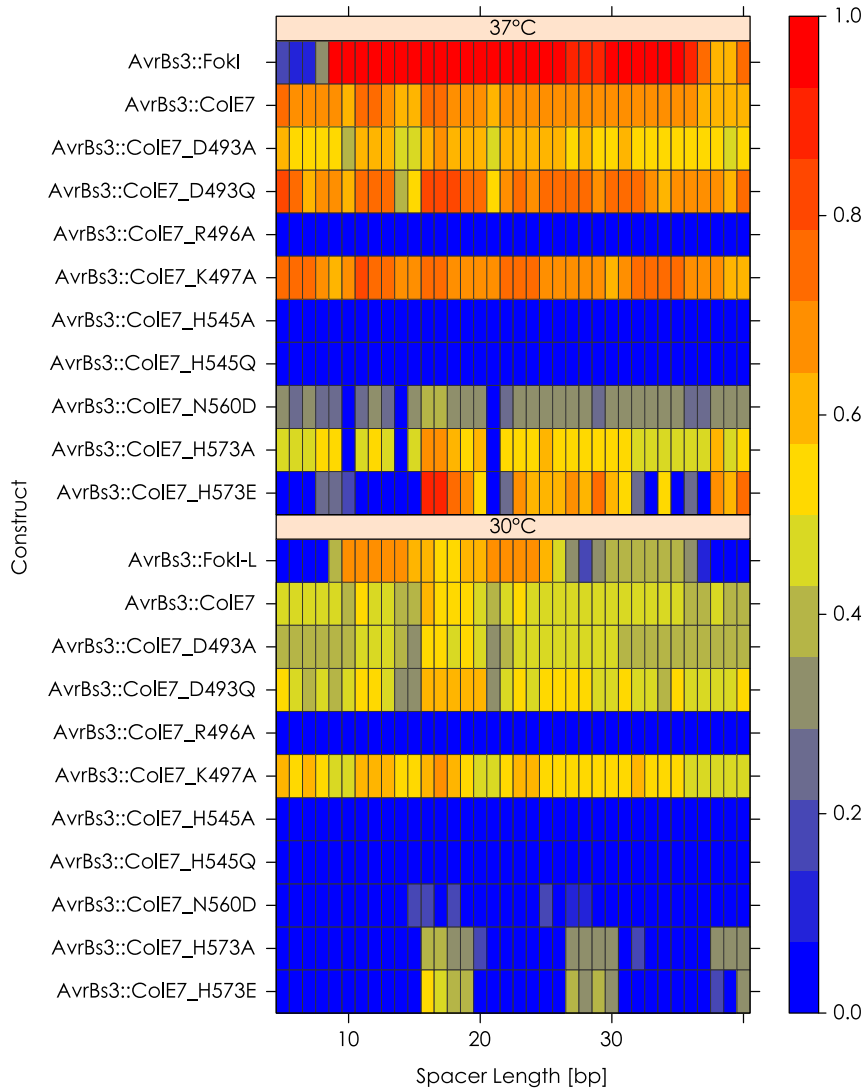 37°C
AvrBs3::FokI
AvrBs3::ColE7
AvrBs3::ColE7_D493A
AvrBs3::ColE7_D493Q
AvrBs3::ColE7_R496A
AvrBs3::ColE7_K497A
AvrBs3::ColE7_H545A
AvrBs3::ColE7_H545Q
AvrBs3::ColE7_N560D
AvrBs3::ColE7_H573A
AvrBs3::ColE7_H573E
Construct
30°C
AvrBs3::FokI-L
AvrBs3::ColE7
AvrBs3::ColE7_D493A
AvrBs3::ColE7_D493Q
AvrBs3::ColE7_R496A
AvrBs3::ColE7_K497A
AvrBs3::ColE7_H545A
AvrBs3::ColE7_H545Q
AvrBs3::ColE7_N560D
AvrBs3::ColE7_H573A
AvrBs3::ColE7_H573E
10 20 30
Spacer Length [bp]
1.0
0.8
0.6
0.4
0.2
0.0